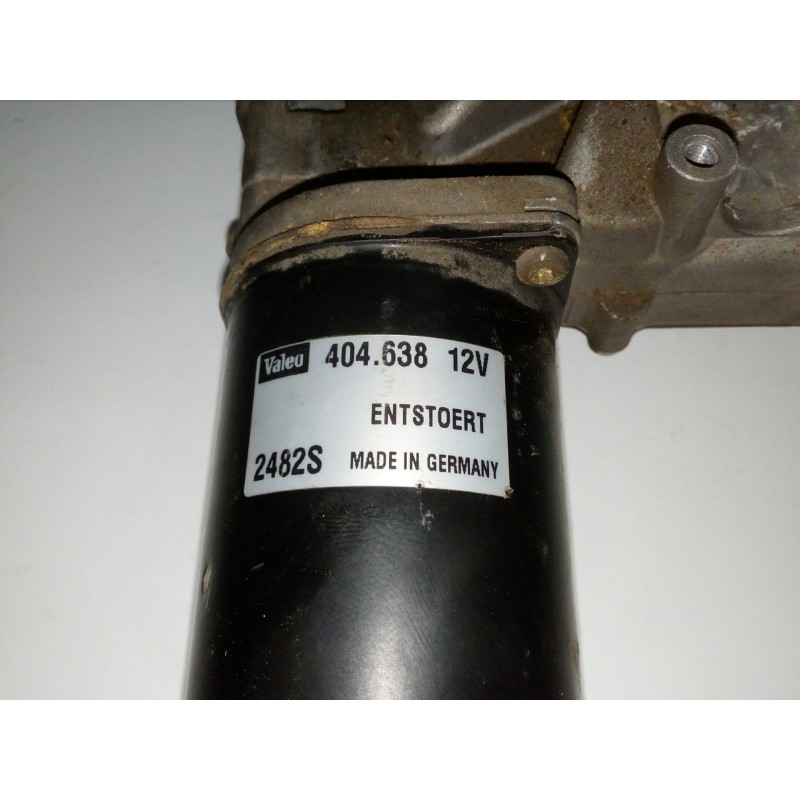 Valeo 404.638 12V
ENTSTOERT
2482S MADE IN GERMANY